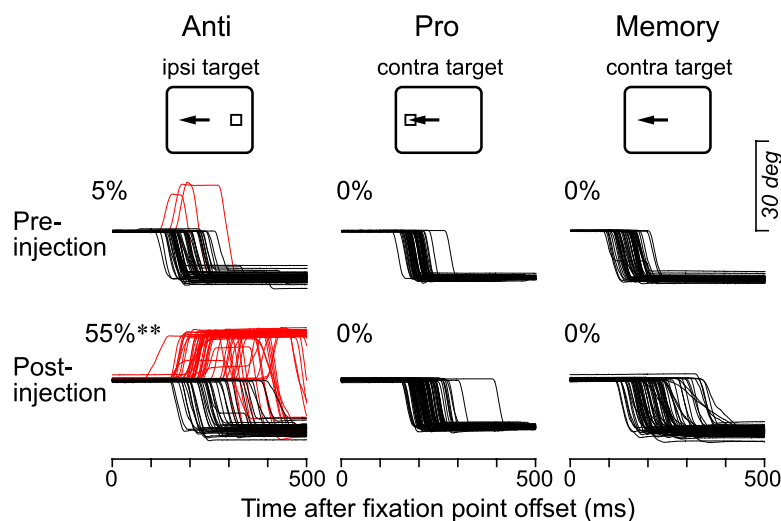 Anti Pro Memory
ipsi target contra target contra target
30 deg
5% 0% 0%
Pre-
injection
55%** 0% 0%
Post-
injection
0 500 0 500 0 500
Time after fixation point offset (ms)